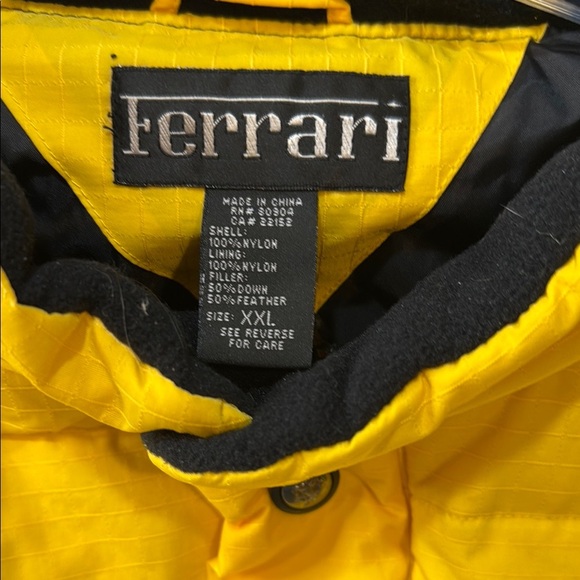 Ferrari
MADE IN CHINA
RN# 80904
CA# 22152
SHELL:
100%NYLON
LINING:
100%NYLON
FILLER:
50%DOWN
50%FEATHER
SIZE: XXL
SEE REVERSE
FOR CARE